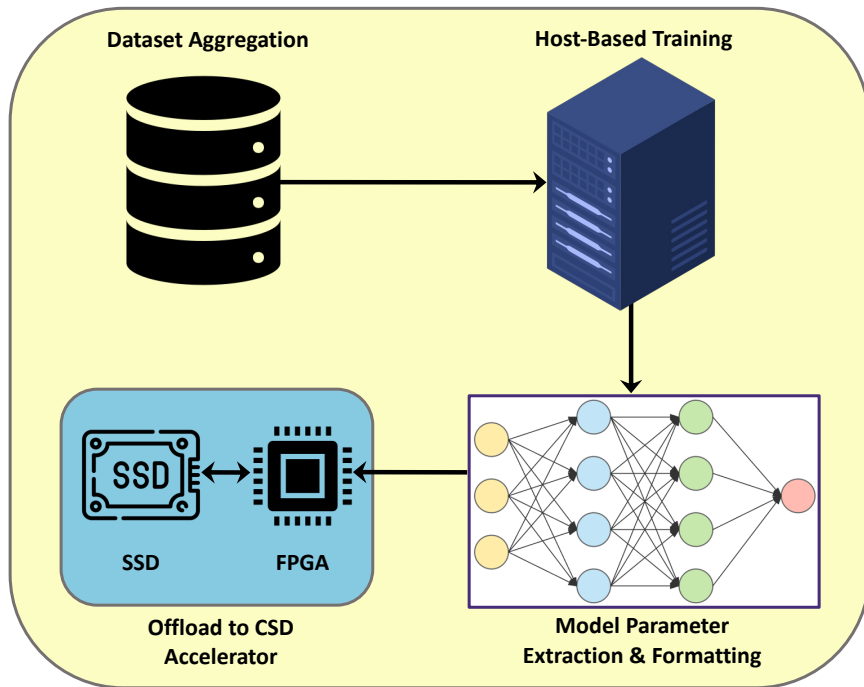 Dataset Aggregation
Host-Based Training
SSD
SSD
FPGA
Offload to CSD
Accelerator
Model Parameter
Extraction & Formatting